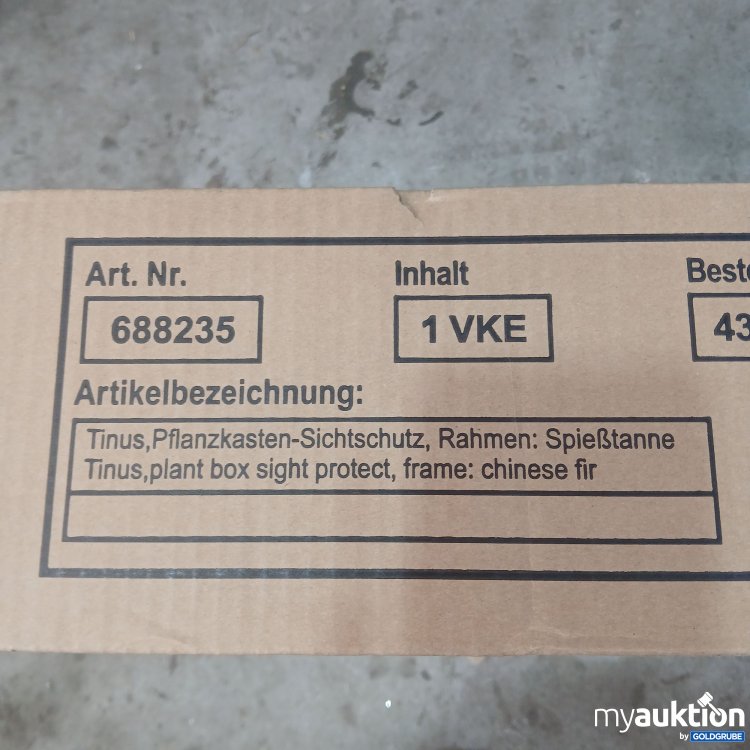 Art. Nr. Inhalt
688235 1 VKE 43
Artikelbezeichnung:
Tinus,Pflanzkasten-Sichtschutz, Rahmen: Spießtanne
Tinus,plant box sight protect, frame: chinese fir
myauktion
by GOLDGRUBE